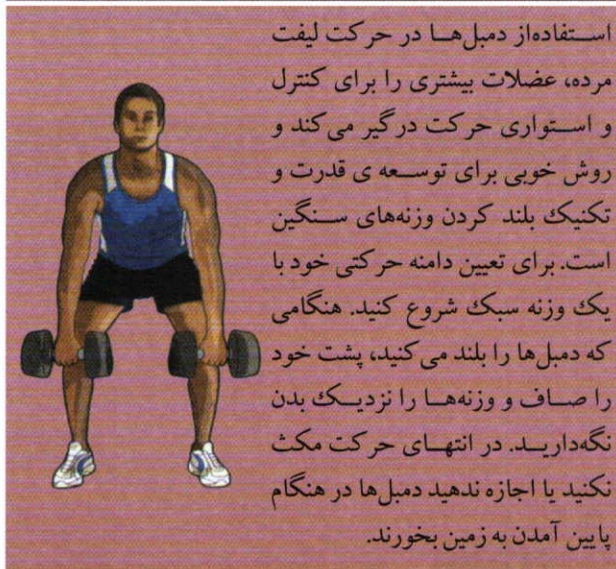 استفاده‌از دمبل‌ها در حرکت لیفت
مرده، عضلات بیشتری را برای کنترل
و استواری حرکت درگیر می‌کند و
روش خوبی برای توسعه ی قدرت و
تکنیک بلند کردن وزنه‌های سنگین
است. برای تعیین دامنه حرکتی خود با
یک وزنه سبک شروع کنید. هنگامی
که دمبل‌ها را بلند می‌کنید، پشت خود
را صاف و وزنه‌ها را نزدیک بدن
نگه‌دارید. در انتهای حرکت مکث
نکنید یا اجازه ندهید دمبل‌ها در هنگام
پایین آمدن به زمین بخورند.